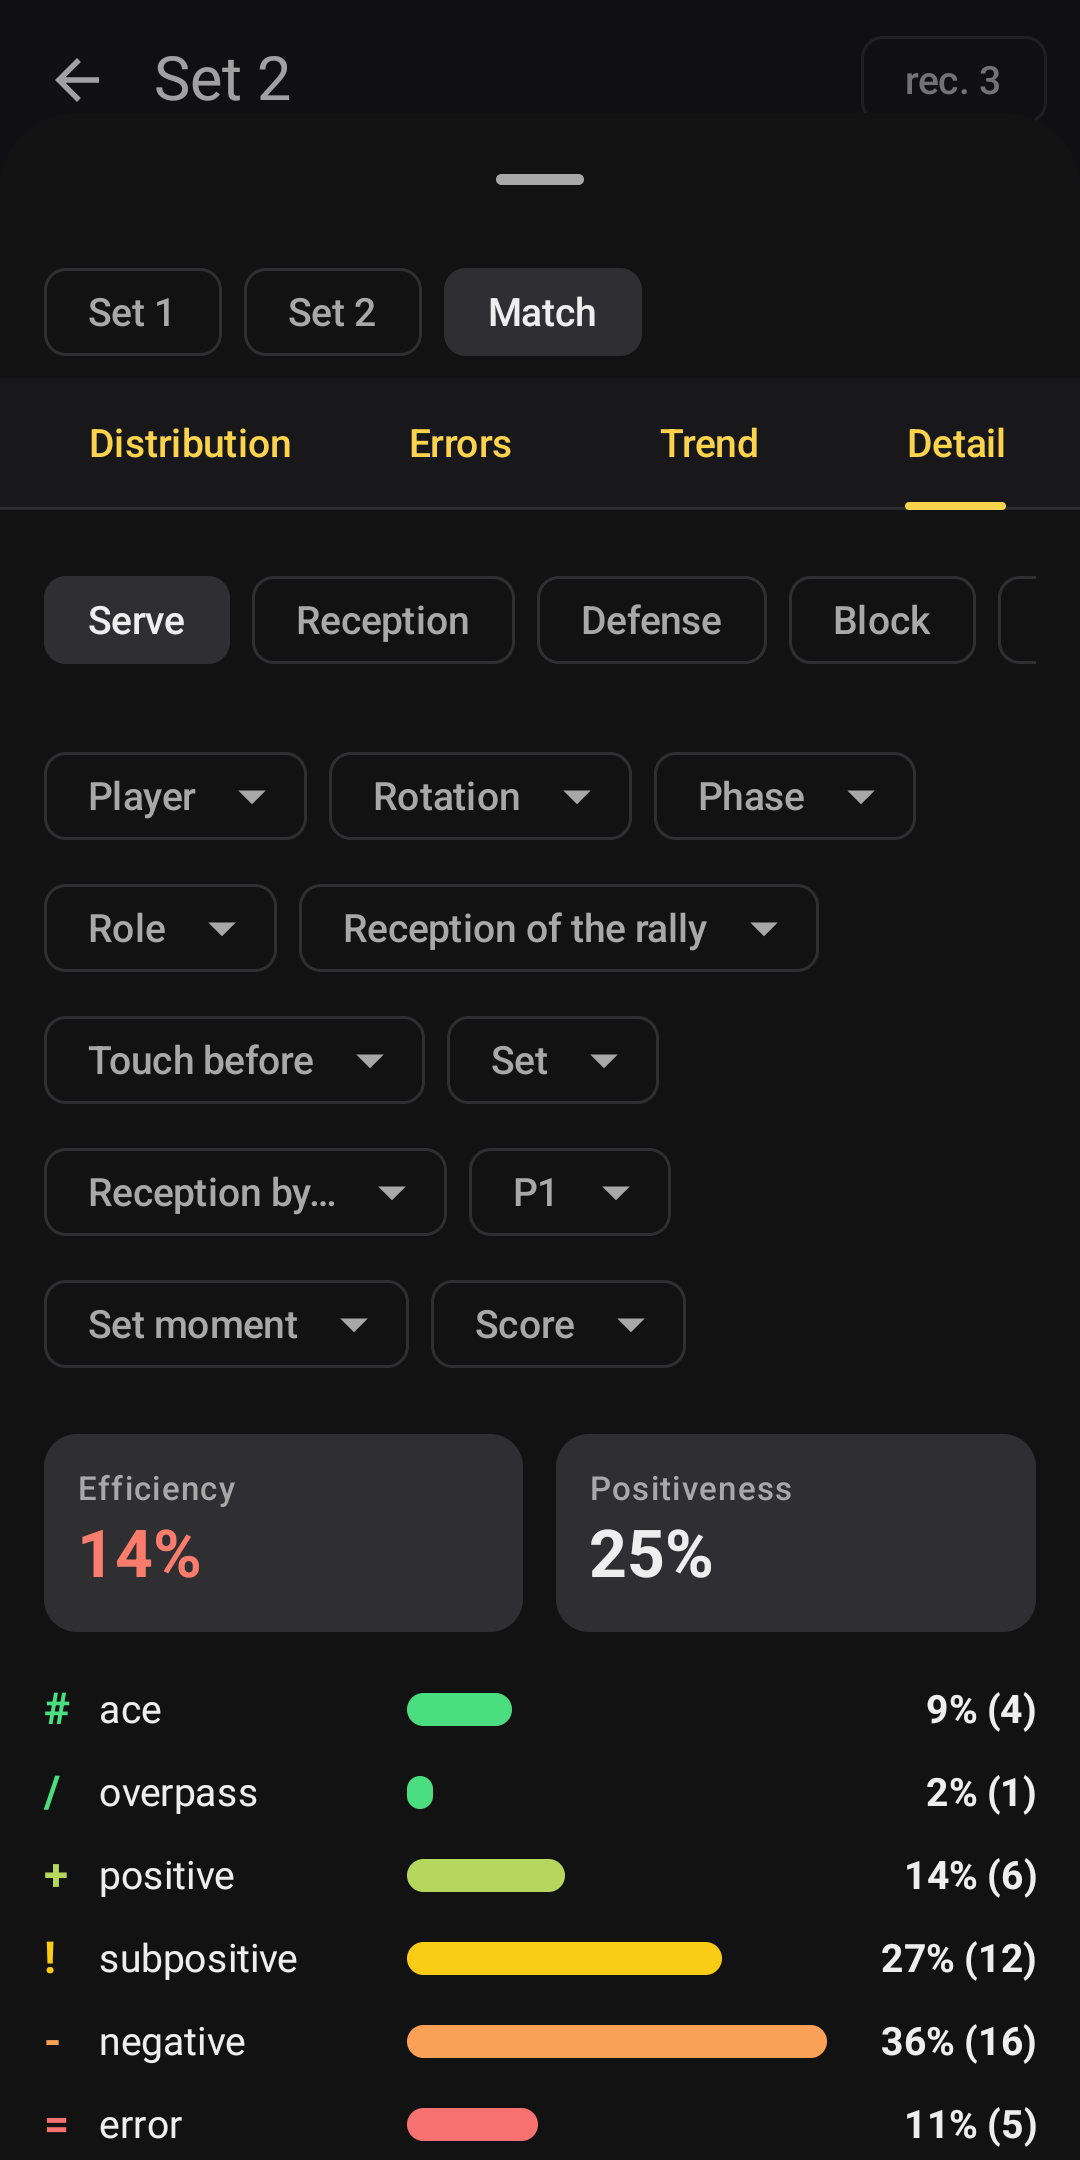 Set 2
rec. 3
Set 1 Set 2 Match
Distribution Errors Trend Detail
Serve Reception Defense Block
Player Rotation Phase
Role Reception of the rally
Touch before Set
Reception by... P1
Set moment Score
Efficiency Positiveness
14% 25%
# ace 9% (4)
/ overpass 2% (1)
+ positive 14% (6)
! subpositive 27% (12)
- negative 36% (16)
= error 11% (5)